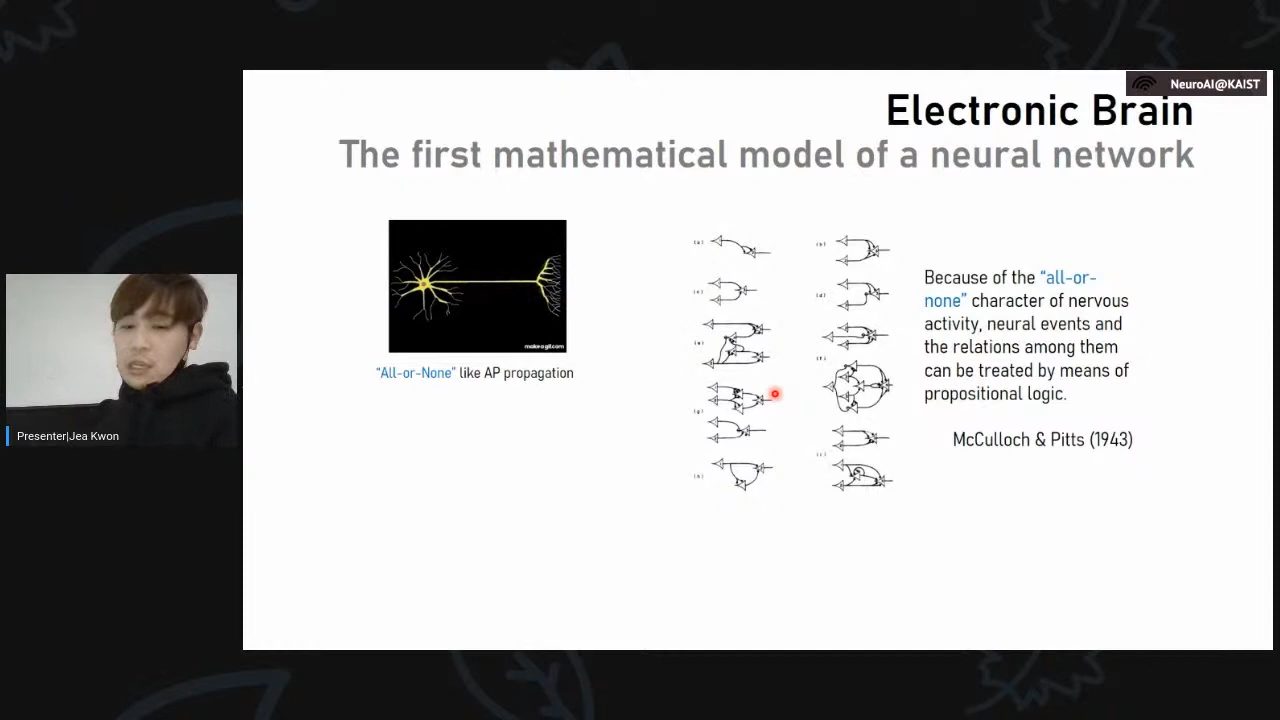 NeuroAI@KAIST
Electronic Brain
The first mathematical model of a neural network
makeagif.com
"All-or-None" like AP propagation
(a)
(b)
(c)
(d)
(e)
(f)
(g)
(h)
(i)
Because of the "all-or-
none" character of nervous
activity, neural events and
the relations among them
can be treated by means of
propositional logic.
McCulloch & Pitts (1943)
Presenter|Jea Kwon